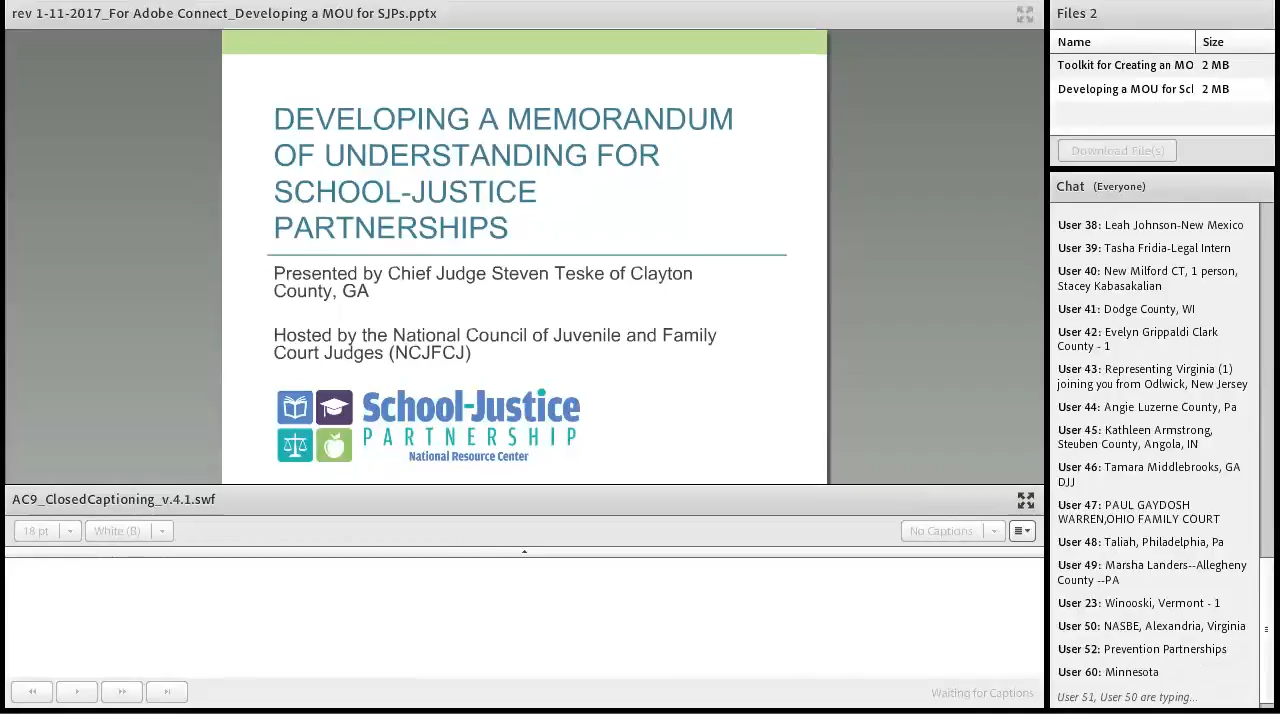 rev 1-11-2017_For Adobe Connect_Developing a MOU for SJPs.pptx
DEVELOPING A MEMORANDUM
OF UNDERSTANDING FOR
SCHOOL-JUSTICE
PARTNERSHIPS
Presented by Chief Judge Steven Teske of Clayton
County, GA
Hosted by the National Council of Juvenile and Family
Court Judges (NCJFCJ)
School-Justice
PARTNERSHIP
National Resource Center
AC9_ClosedCaptioning_v.4.1.swf
18 pt
White (B)
No Captions
Waiting for Captions
Files 2
Name Size
Toolkit for Creating an MO 2 MB
Developing a MOU for Scl 2 MB
Download File(s)
Chat (Everyone)
User 38: Leah Johnson-New Mexico
User 39: Tasha Fridia-Legal Intern
User 40: New Milford CT, 1 person,
Stacey Kabasakalian
User 41: Dodge County, WI
User 42: Evelyn Grippaldi Clark
County - 1
User 43: Representing Virginia (1)
joining you from Odlwick, New Jersey
User 44: Angie Luzerne County, Pa
User 45: Kathleen Armstrong,
Steuben County, Angola, IN
User 46: Tamara Middlebrooks, GA
DJJ
User 47: PAUL GAYDOSH
WARREN,OHIO FAMILY COURT
User 48: Taliah, Philadelphia, Pa
User 49: Marsha Landers--Allegheny
County --PA
User 23: Winooski, Vermont - 1
User 50: NASBE, Alexandria, Virginia
User 52: Prevention Partnerships
User 60: Minnesota
User 51, User 50 are typing...